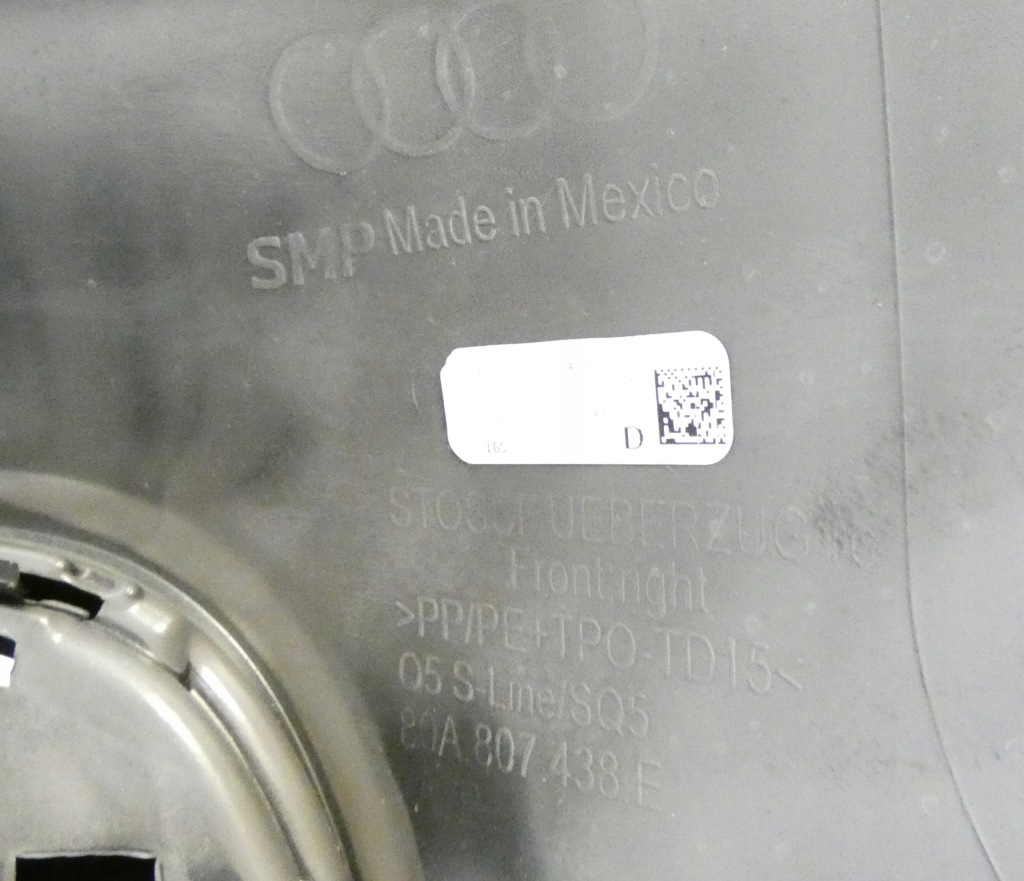 SMP Made in Mexico
D
Front right
>PP/PE+TPO-TD15<
Q5 S-Line/SQ5
80A.807.438.E